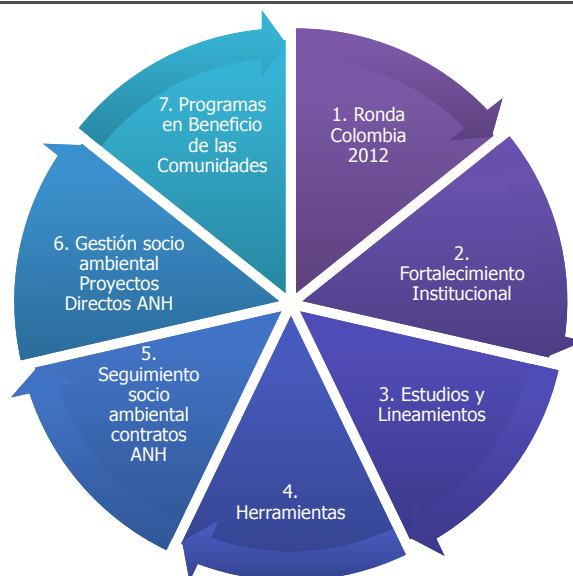 1. Ronda
Colombia
2012
2.
Fortalecimiento
Institucional
3. Estudios y
Lineamientos
4.
Herramientas
5.
Seguimiento
socio
ambiental
contratos
ANH
6. Gestión socio
ambiental
Proyectos
Directos ANH
7. Programas
en Beneficio
de las
Comunidades